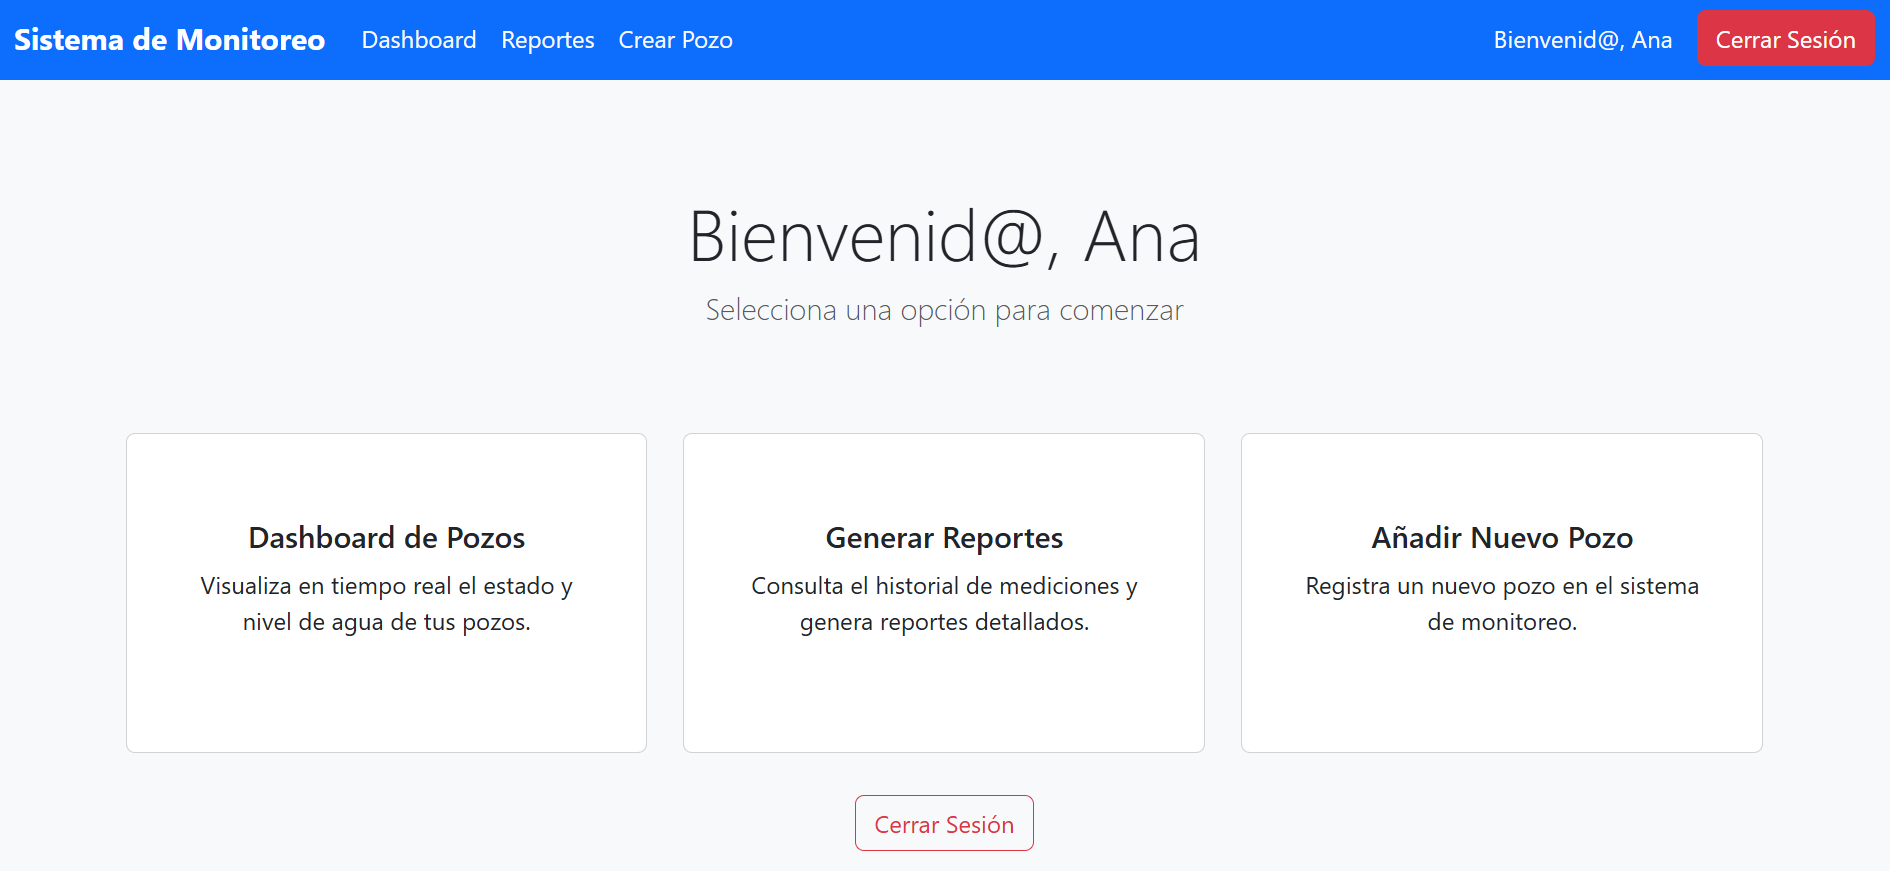 Sistema de Monitoreo Dashboard Reportes Crear Pozo Bienvenid@, Ana Cerrar Sesión
Bienvenid@, Ana
Selecciona una opción para comenzar
Dashboard de Pozos
Visualiza en tiempo real el estado y
nivel de agua de tus pozos.
Generar Reportes
Consulta el historial de mediciones y
genera reportes detallados.
Añadir Nuevo Pozo
Registra un nuevo pozo en el sistema
de monitoreo.
Cerrar Sesión